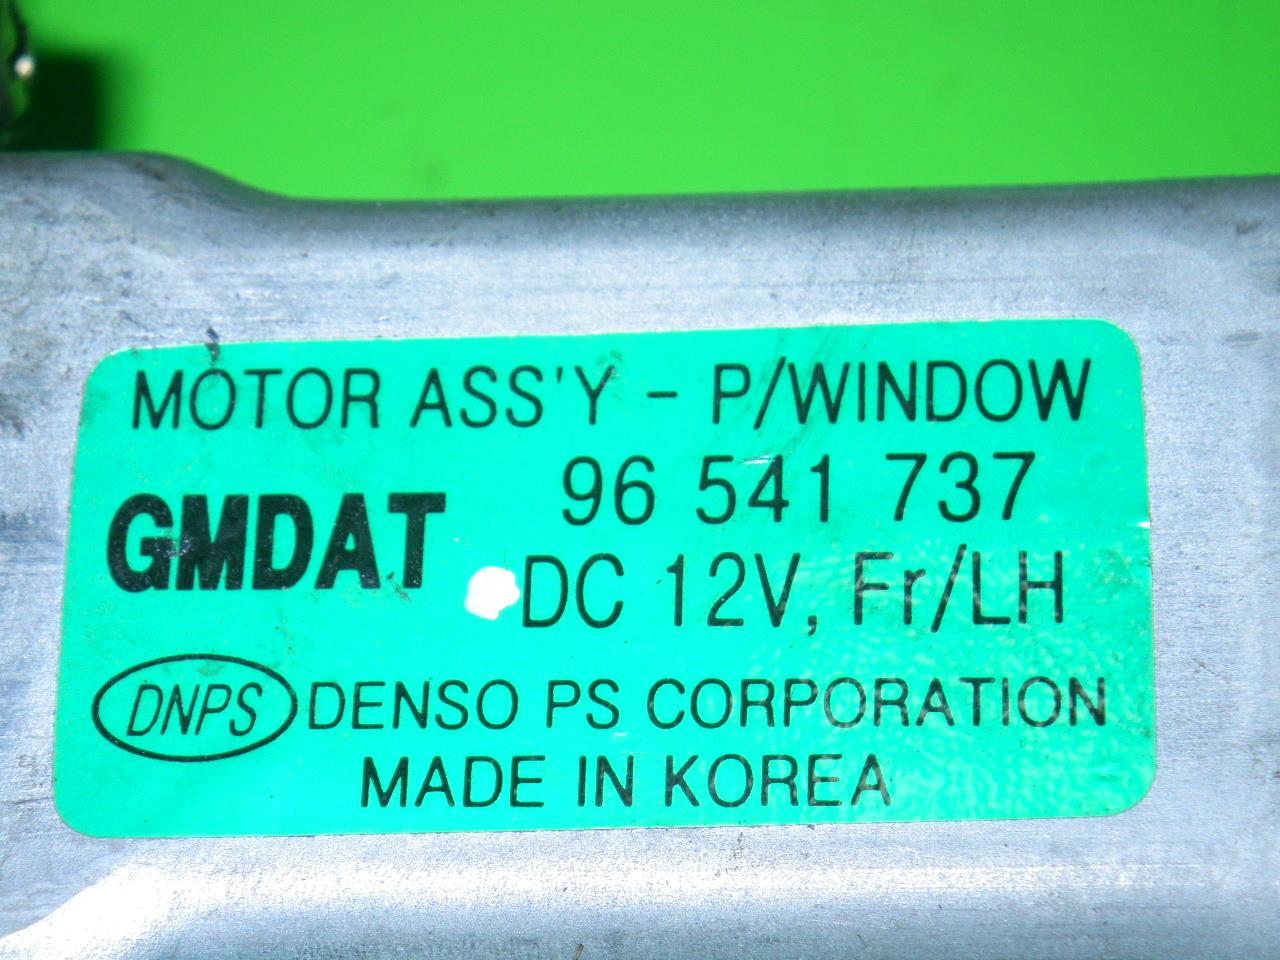 MOTOR ASS'Y - P/WINDOW
GMDAT 96 541 737
DC 12V, Fr/LH
DNPS DENSO PS CORPORATION
MADE IN KOREA